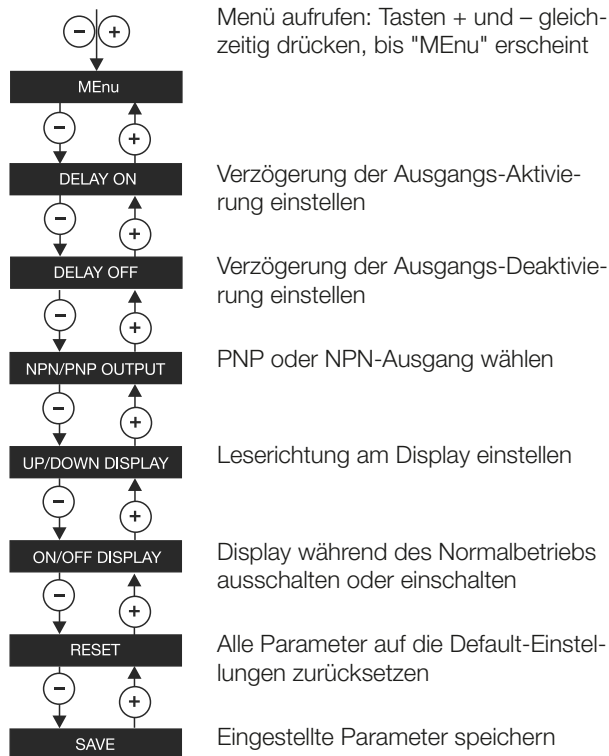 Menü aufrufen: Tasten + und – gleich-
zeitig drücken, bis "MEnu" erscheint
– +
MEnu
– +
DELAY ON
Verzögerung der Ausgangs-Aktivie-
rung einstellen
– +
DELAY OFF
Verzögerung der Ausgangs-Deaktivie-
rung einstellen
– +
NPN/PNP OUTPUT
PNP oder NPN-Ausgang wählen
– +
UP/DOWN DISPLAY
Leserichtung am Display einstellen
– +
ON/OFF DISPLAY
Display während des Normalbetriebs
ausschalten oder einschalten
– +
RESET
Alle Parameter auf die Default-Einstel-
lungen zurücksetzen
– +
SAVE
Eingestellte Parameter speichern